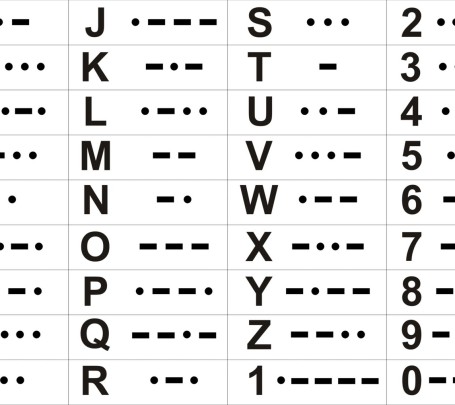 • – J • – – – S • • • 2 • •
• • • K – • – T – 3 •
• – • L • – • • U • • – 4 •
• • M – – V • • • – 5 •
• N – • W • – – 6 –
• – • O – – – X – • • – 7 –
– • P • – – • Y – • – – 8 –
• • • Q – – • – Z – – • • 9 –
• • R • – • 1 • – – – – 0 – –